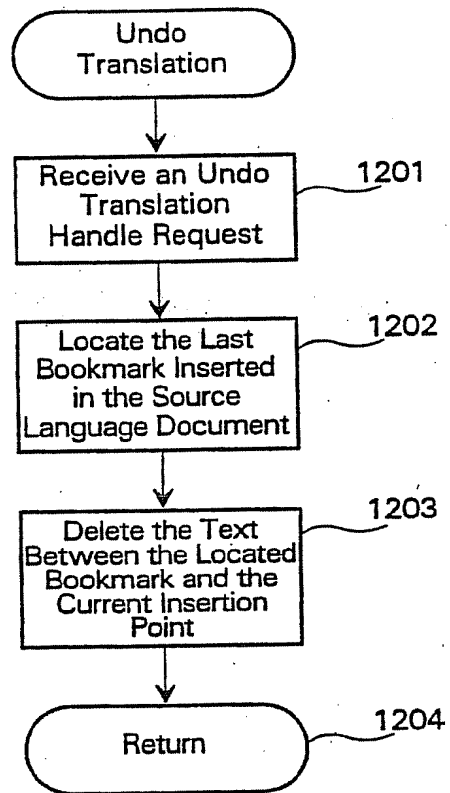 Undo
Translation
1201
Receive an Undo
Translation
Handle Request
1202
Locate the Last
Bookmark Inserted
in the Source
Language Document
1203
Delete the Text
Between the Located
Bookmark and the
Current Insertion
Point
1204
Return